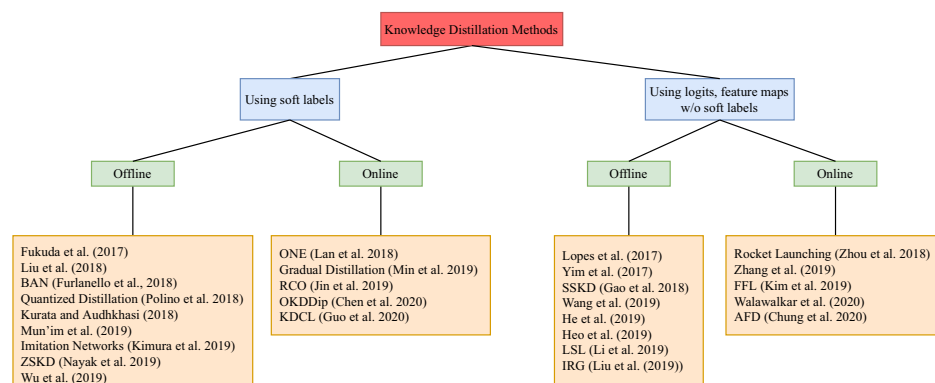 Knowledge Distillation Methods
Using soft labels
Using logits, feature maps
w/o soft labels
Offline
Online
Offline
Online
Fukuda et al. (2017)
Liu et al. (2018)
BAN (Furlanello et al., 2018)
Quantized Distillation (Polino et al. 2018)
Kurata and Audhkhasi (2018)
Mun'im et al. (2019)
Imitation Networks (Kimura et al. 2019)
ZSKD (Nayak et al. 2019)
Wu et al. (2019)
ONE (Lan et al. 2018)
Gradual Distillation (Min et al. 2019)
RCO (Jin et al. 2019)
OKDDip (Chen et al. 2020)
KDCL (Guo et al. 2020)
Lopes et al. (2017)
Yim et al. (2017)
SSKD (Gao et al. 2018)
Wang et al. (2019)
He et al. (2019)
Heo et al. (2019)
LSL (Li et al. 2019)
IRG (Liu et al. (2019))
Rocket Launching (Zhou et al. 2018)
Zhang et al. (2019)
FFL (Kim et al. 2019)
Walawalkar et al. (2020)
AFD (Chung et al. 2020)